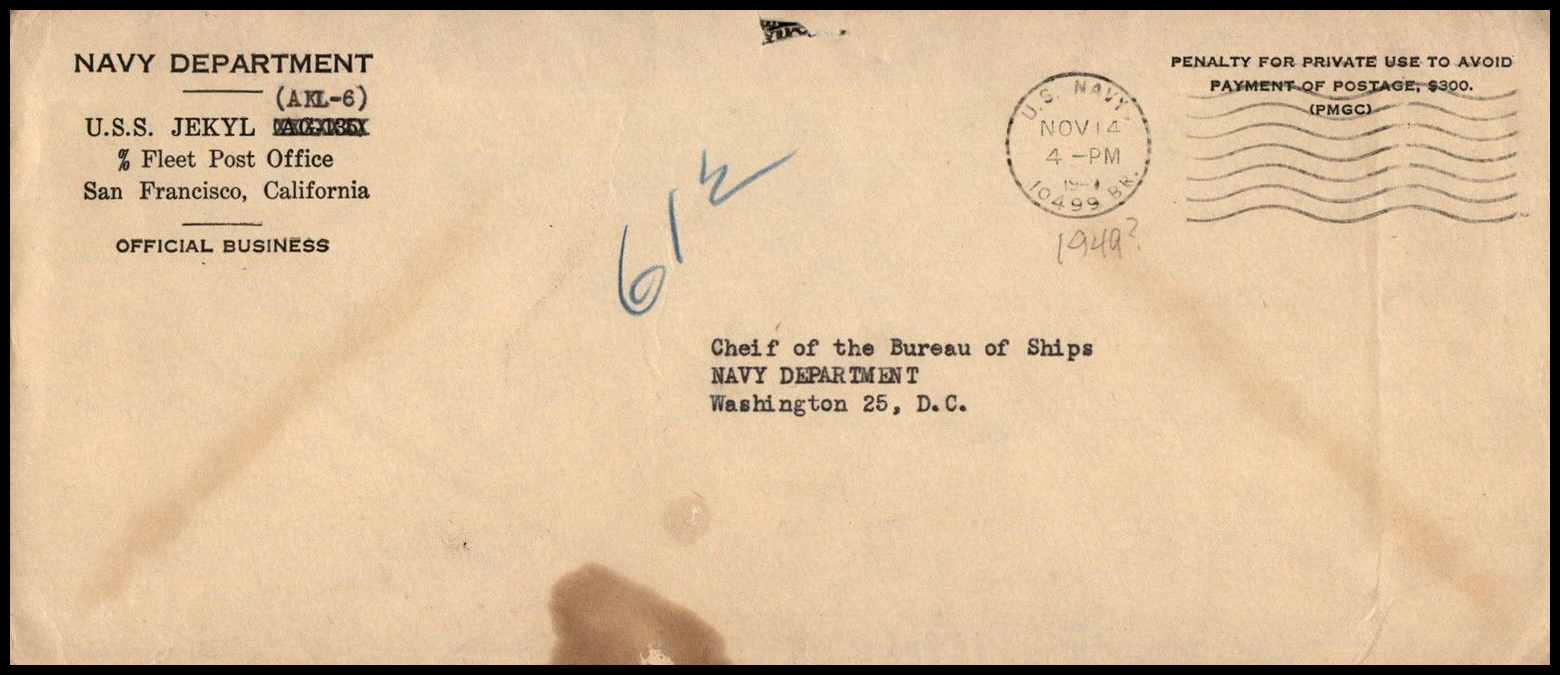 NAVY DEPARTMENT
(AKL-6)
U.S.S. JEKYL AG-135
% Fleet Post Office
San Francisco, California
OFFICIAL BUSINESS
612
U.S. NAVY
NOV 14
4 -PM
10499 BR.
1949?
PENALTY FOR PRIVATE USE TO AVOID
PAYMENT OF POSTAGE, $300.
(PMGC)
Cheif of the Bureau of Ships
NAVY DEPARTMENT
Washington 25, D.C.